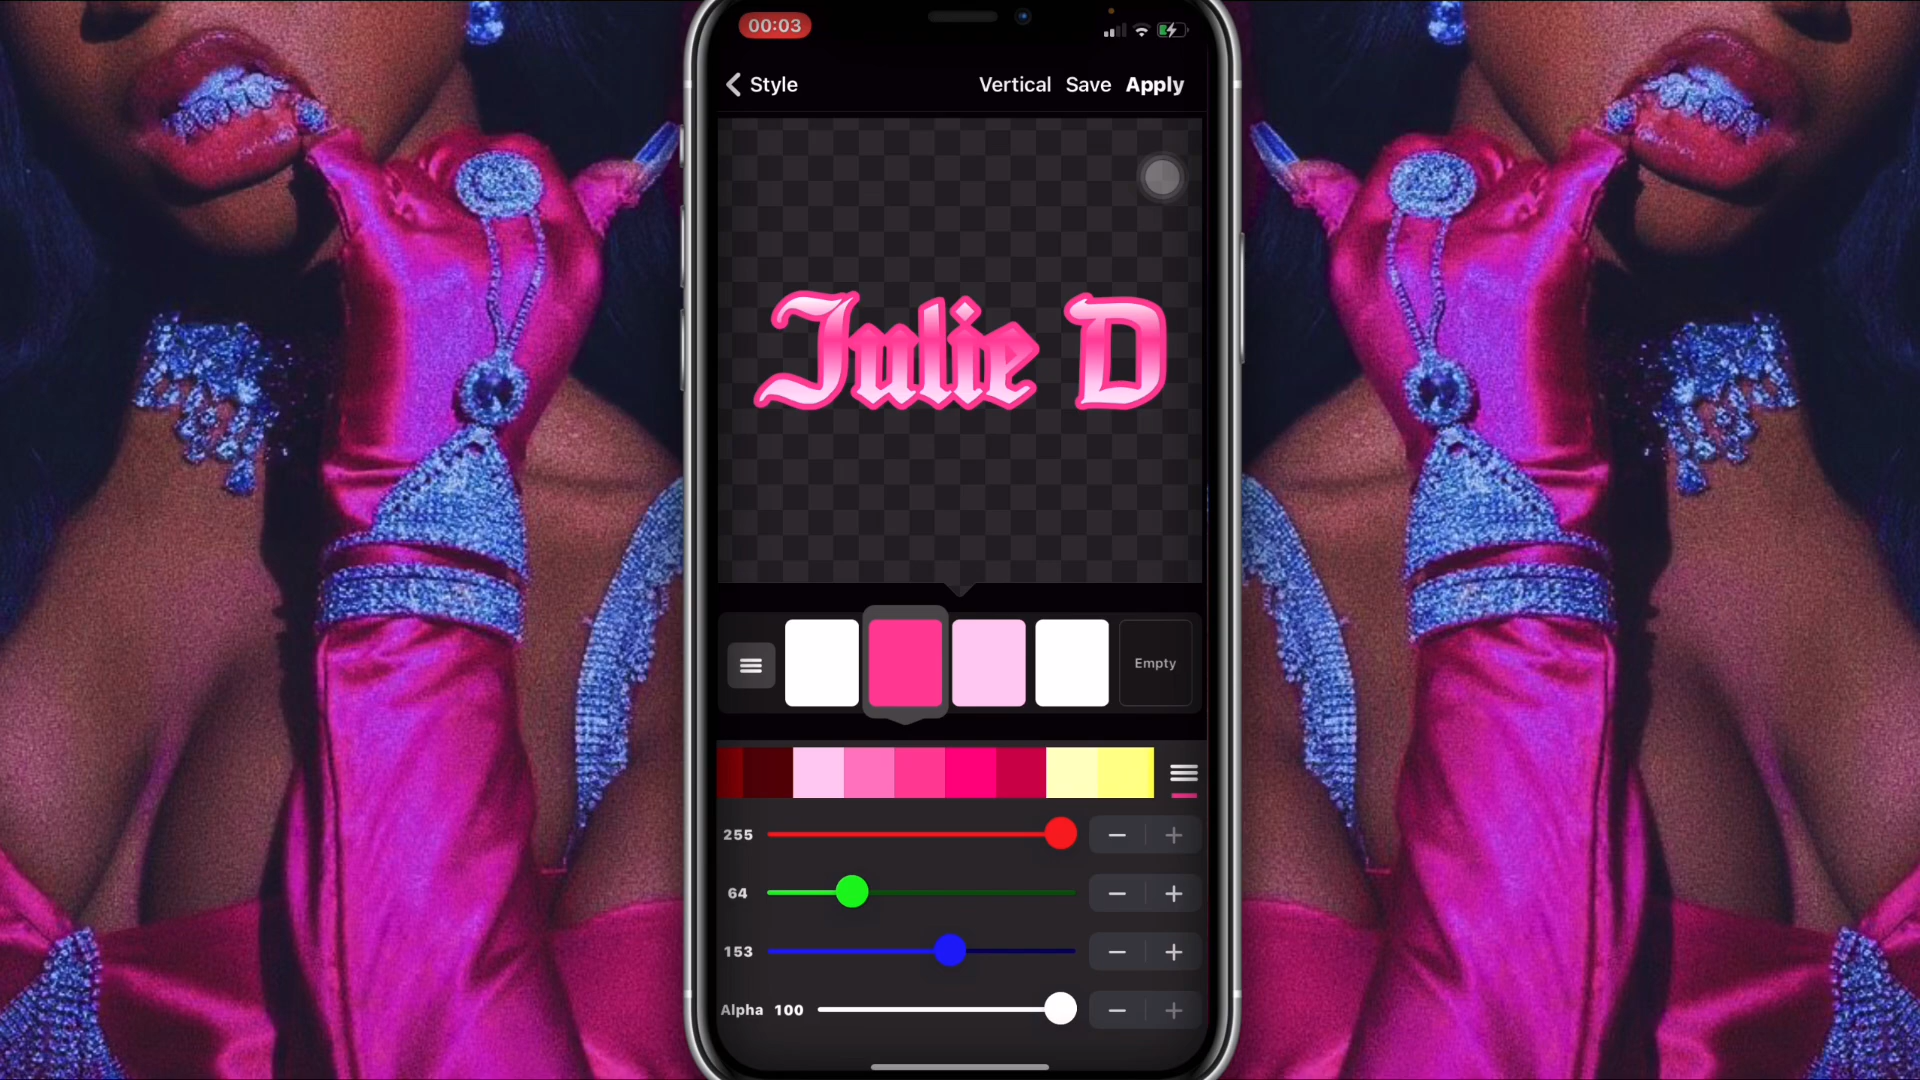 00:03
Style Vertical Save Apply
Julie D
Empty
255
64
153
Alpha 100